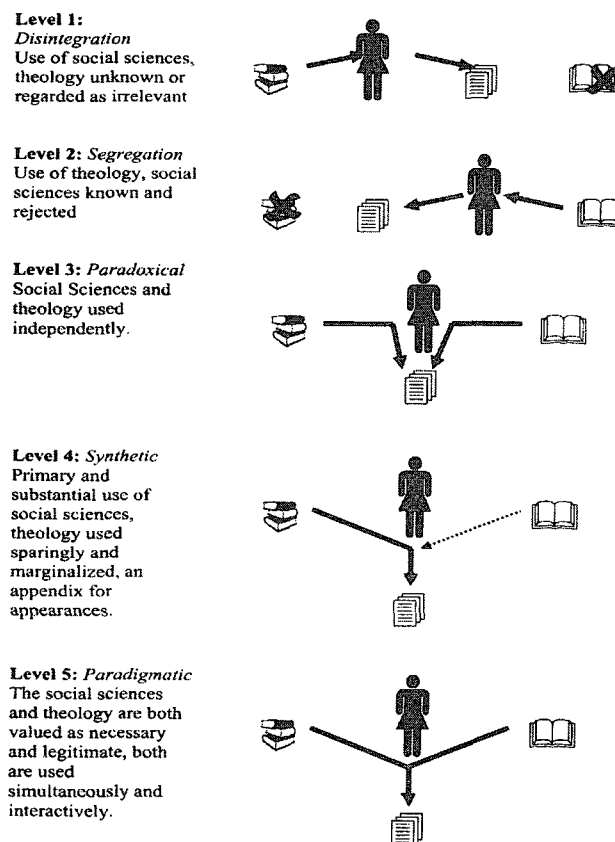 Level 1:
Disintegration
Use of social sciences,
theology unknown or
regarded as irrelevant
Level 2: Segregation
Use of theology, social
sciences known and
rejected
Level 3: Paradoxical
Social Sciences and
theology used
independently.
Level 4: Synthetic
Primary and
substantial use of
social sciences,
theology used
sparingly and
marginalized, an
appendix for
appearances.
Level 5: Paradigmatic
The social sciences
and theology are both
valued as necessary
and legitimate, both
are used
simultaneously and
interactively.